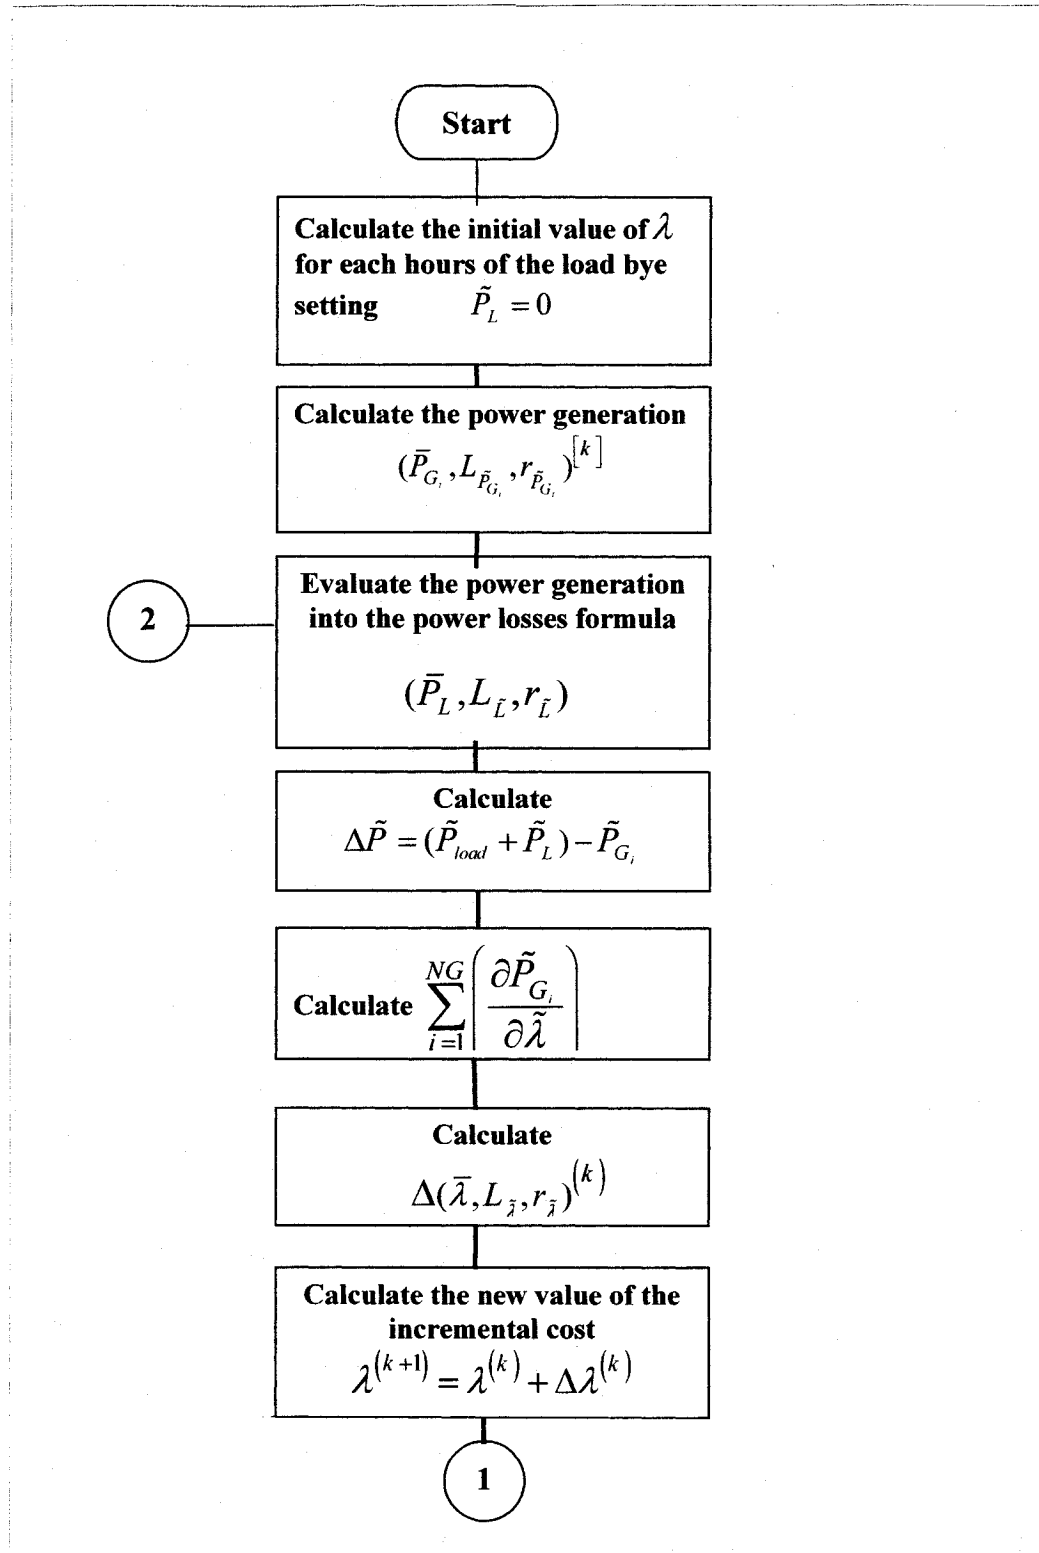 Start
Calculate the initial value of λ
for each hours of the load bye
setting P̃_L = 0
Calculate the power generation
(P̄_{G_i}, L_{P̃_{G_i}}, r_{P̃_{G_i}})^{[k]}
Evaluate the power generation
into the power losses formula
2
(P̄_L, L_{L̃}, r_{L̃})
Calculate
ΔP̃ = (P̃_{load} + P̃_L) − P̃_{G_i}
Calculate \sum_{i=1}^{NG} ( ∂P̃_{G_i} / ∂λ̃ )
Calculate
Δ(λ̄, L_{λ̃}, r_{λ̃})^{(k)}
Calculate the new value of the
incremental cost
λ^{(k+1)} = λ^{(k)} + Δλ^{(k)}
1